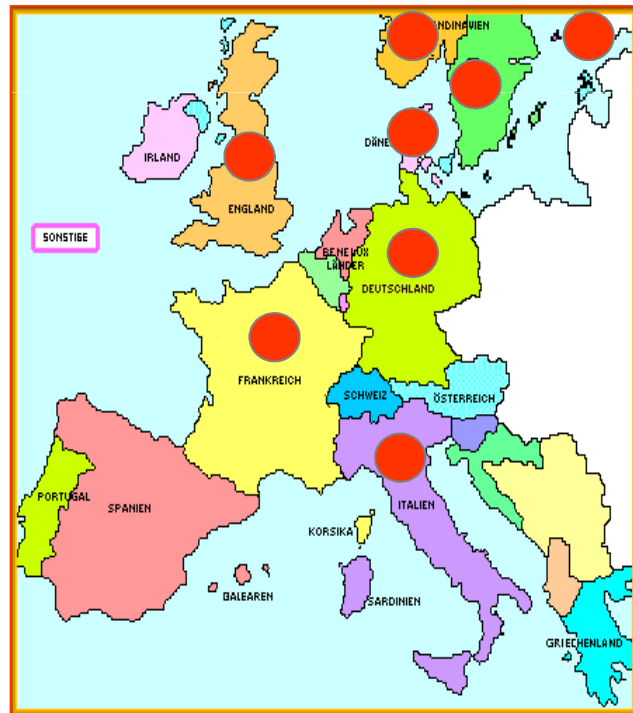 NDINAVIEN
DÄNE
IRLAND
ENGLAND
SONSTIGE
BENELUX
LÄNDER
DEUTSCHLAND
FRANKREICH
SCHWEIZ
ÖSTERREICH
PORTUGAL
SPANIEN
ITALIEN
KORSIKA
BALEAREN
SARDINIEN
GRIECHENLAND